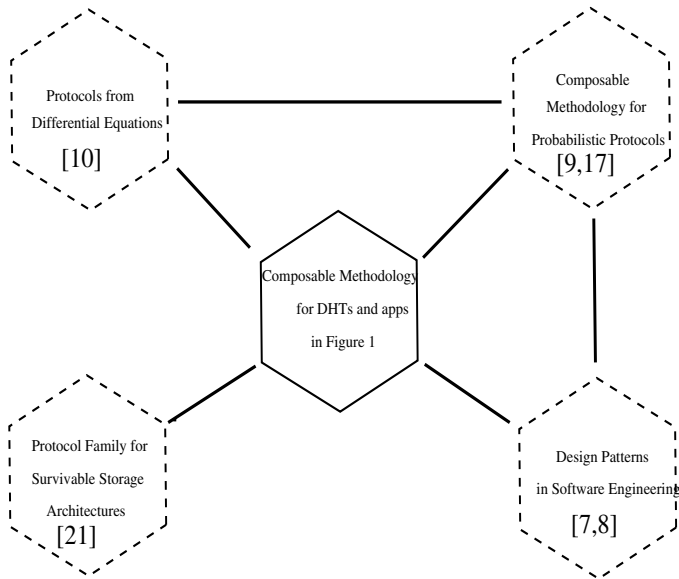 Protocols from
Differential Equations
[10]
Composable
Methodology for
Probabilistic Protocols
[9,17]
Composable Methodology
for DHTs and apps
in Figure 1
Protocol Family for
Survivable Storage
Architectures
[21]
Design Patterns
in Software Engineering
[7,8]